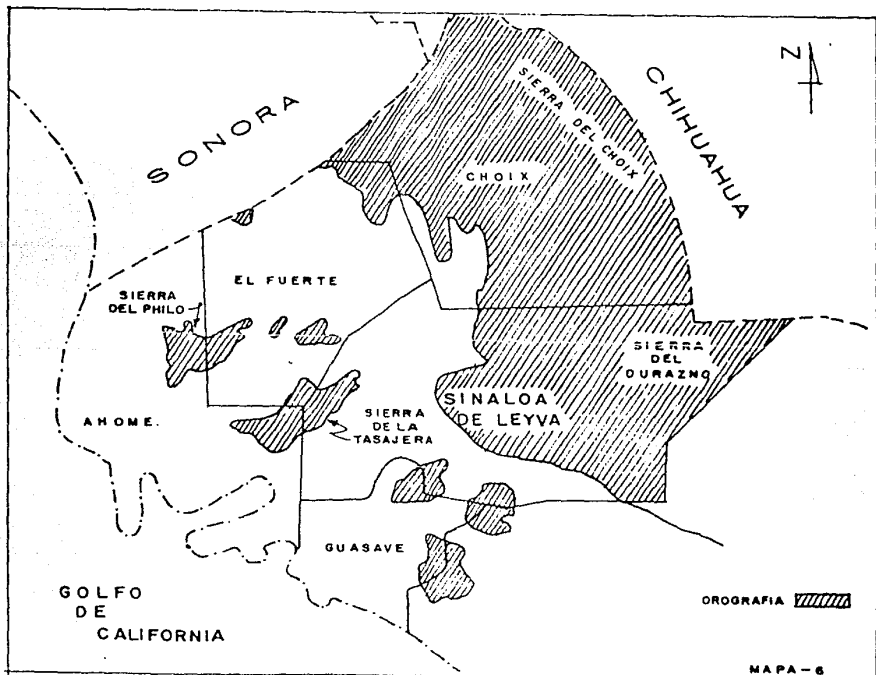 N
SONORA
CHIHUAHUA
SIERRA DEL CHOIX
CHOIX
EL FUERTE
SIERRA
DEL PHILO
SIERRA
DEL
DURAZNO
SINALOA
DE LEYVA
AHOME.
SIERRA
DE LA
TASAJERA
GUASAVE
GOLFO
DE
CALIFORNIA
OROGRAFIA
MAPA-6